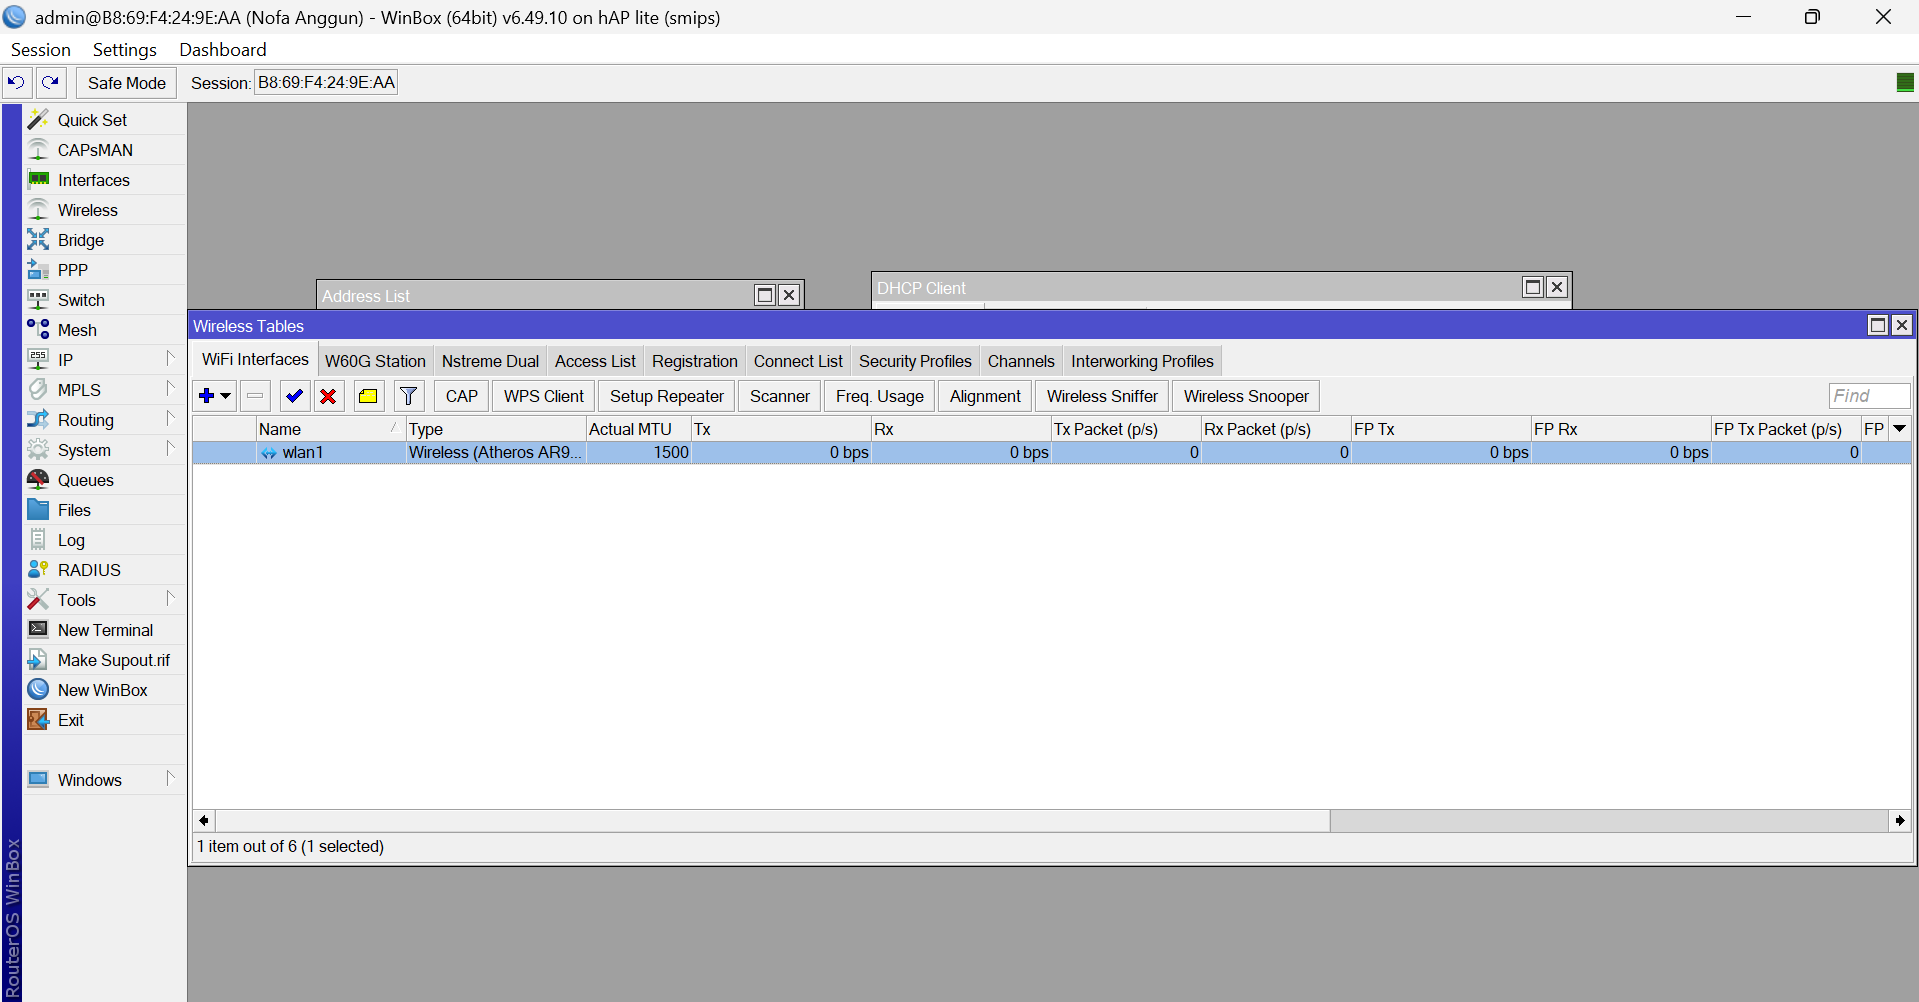 admin@B8:69:F4:24:9E:AA (Nofa Anggun) - WinBox (64bit) v6.49.10 on hAP lite (smips)
Session Settings Dashboard
Safe Mode Session: B8:69:F4:24:9E:AA
Quick Set
CAPsMAN
Interfaces
Wireless
Bridge
PPP
Switch
Mesh
IP
MPLS
Routing
System
Queues
Files
Log
RADIUS
Tools
New Terminal
Make Supout.rif
New WinBox
Exit
Windows
RouterOS WinBox
Address List
DHCP Client
Wireless Tables
WiFi Interfaces W60G Station Nstreme Dual Access List Registration Connect List Security Profiles Channels Interworking Profiles
CAP WPS Client Setup Repeater Scanner Freq. Usage Alignment Wireless Sniffer Wireless Snooper Find
Name Type Actual MTU Tx Rx Tx Packet (p/s) Rx Packet (p/s) FP Tx FP Rx FP Tx Packet (p/s) FP
wlan1 Wireless (Atheros AR9... 1500 0 bps 0 bps 0 0 0 bps 0 bps 0
1 item out of 6 (1 selected)